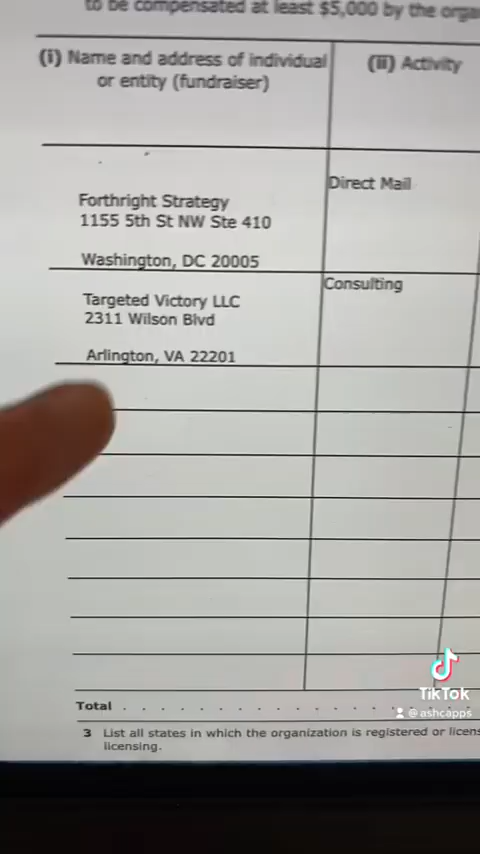 to be compensated at least $5,000 by the
(i) Name and address of individual
or entity (fundraiser)
(ii) Activity
Forthright Strategy
1155 5th St NW Ste 410
Washington, DC 20005
Direct Mail
Targeted Victory LLC
2311 Wilson Blvd
Arlington, VA 22201
Consulting
Total . . . . . . . . . . . . . .
3 List all states in which the organization is registered or
licensing.
TikTok
@ashcapps